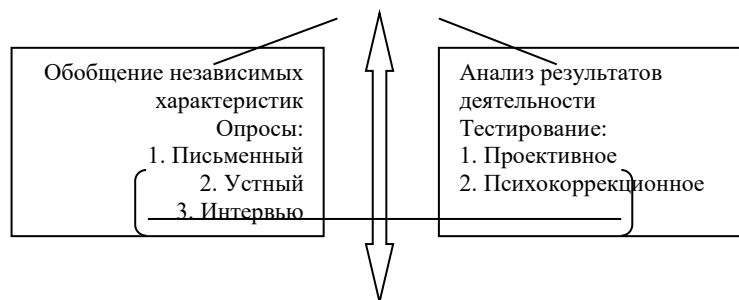 Обобщение независимых
характеристик
Опросы:
1. Письменный
2. Устный
3. Интервью
Анализ результатов
деятельности
Тестирование:
1. Проективное
2. Психокоррекционное